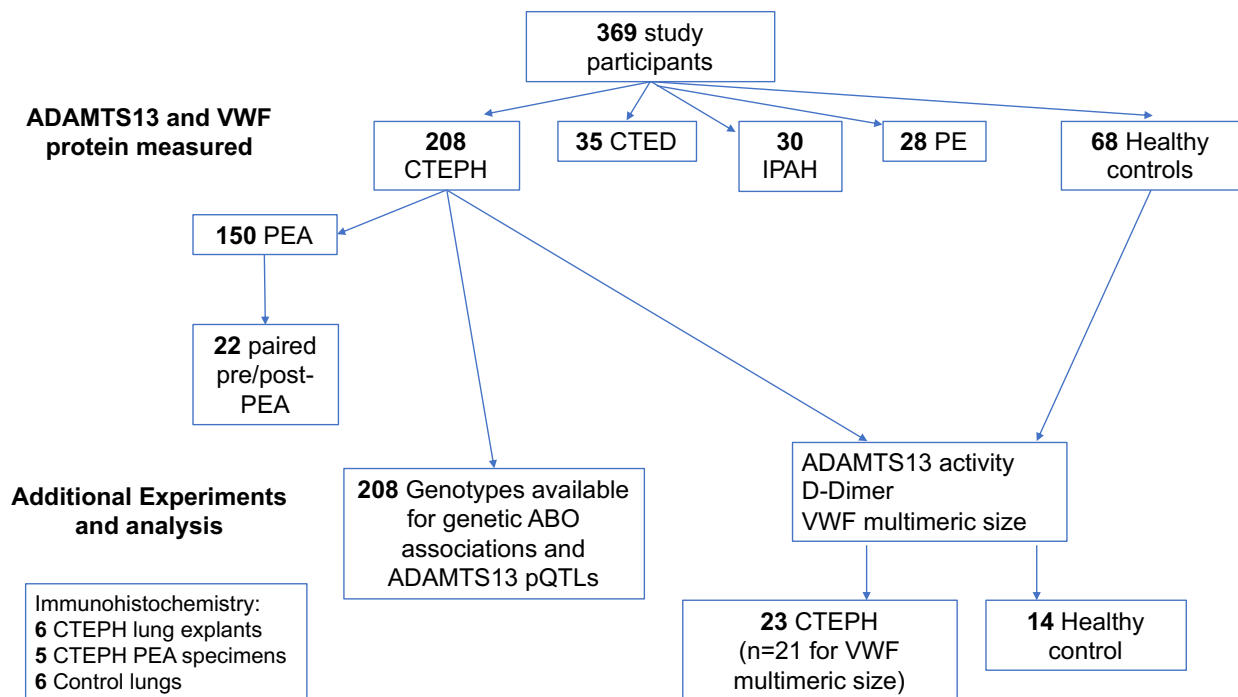 369 study
participants
ADAMTS13 and VWF
protein measured
208
CTEPH
35 CTED
30
IPAH
28 PE
68 Healthy
controls
150 PEA
22 paired
pre/post-
PEA
Additional Experiments
and analysis
208 Genotypes available
for genetic ABO
associations and
ADAMTS13 pQTLs
ADAMTS13 activity
D-Dimer
VWF multimeric size
Immunohistochemistry:
6 CTEPH lung explants
5 CTEPH PEA specimens
6 Control lungs
23 CTEPH
(n=21 for VWF
multimeric size)
14 Healthy
control